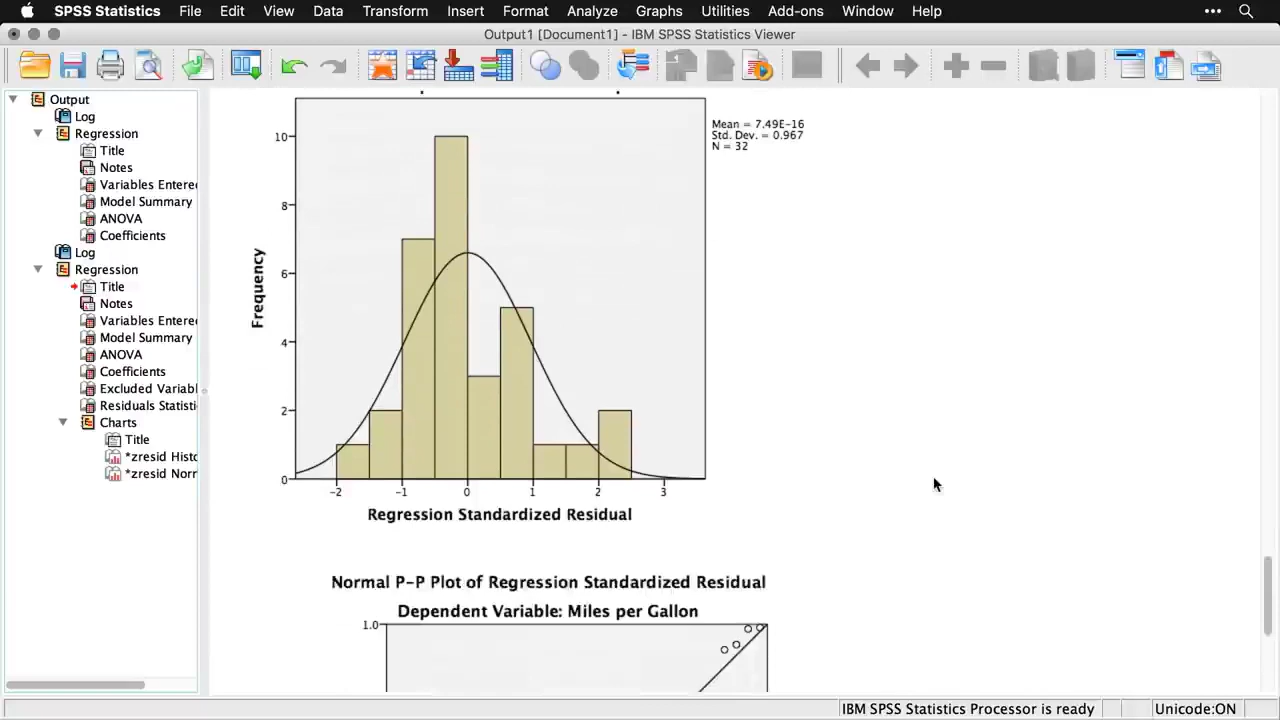 SPSS Statistics File Edit View Data Transform Insert Format Analyze Graphs Utilities Add-ons Window Help
Output1 [Document1] - IBM SPSS Statistics Viewer
Output
Log
Regression
Title
Notes
Variables Entere
Model Summary
ANOVA
Coefficients
Log
Regression
Title
Notes
Variables Entere
Model Summary
ANOVA
Coefficients
Excluded Variabl
Residuals Statisti
Charts
Title
*zresid Histo
*zresid Norr
Mean = 7.49E-16
Std. Dev. = 0.967
N = 32
10
8
6
4
2
0
Frequency
-2 -1 0 1 2 3
Regression Standardized Residual
Normal P-P Plot of Regression Standardized Residual
Dependent Variable: Miles per Gallon
1.0
IBM SPSS Statistics Processor is ready Unicode:ON